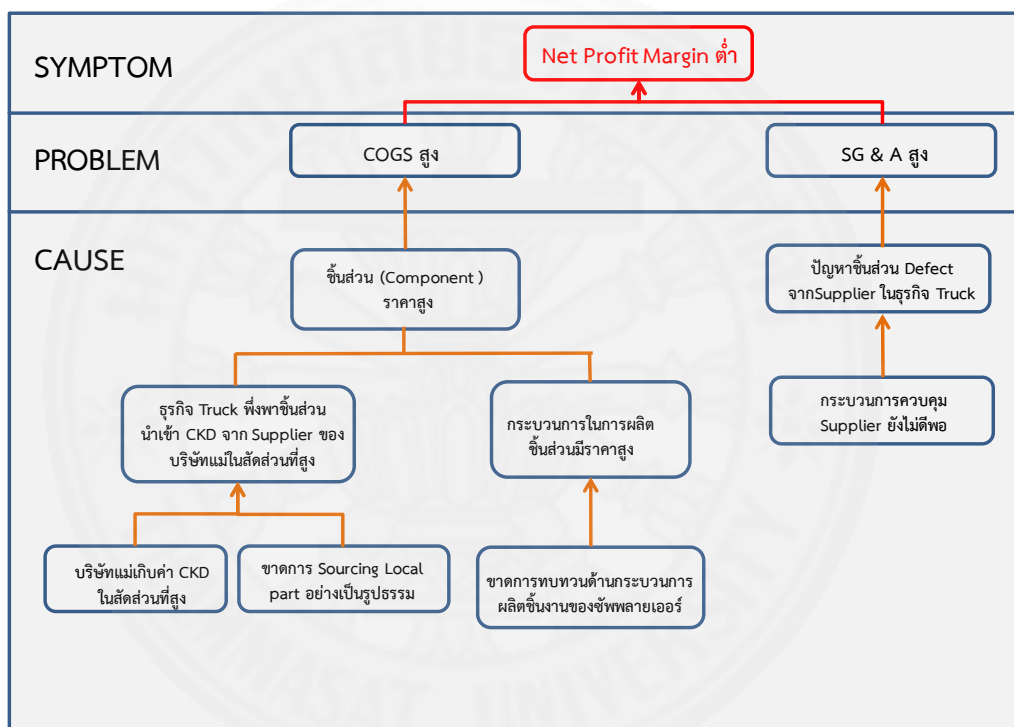 SYMPTOM
Net Profit Margin ต่ำ
PROBLEM
COGS สูง
SG & A สูง
CAUSE
ชิ้นส่วน (Component )
ราคาสูง
ปัญหาชิ้นส่วน Defect
จากSupplier ในธุรกิจ Truck
ธุรกิจ Truck พึ่งพาชิ้นส่วน
นำเข้า CKD จาก Supplier ของ
บริษัทแม่ในสัดส่วนที่สูง
กระบวนการในการผลิต
ชิ้นส่วนมีราคาสูง
กระบวนการควบคุม
Supplier ยังไม่ดีพอ
บริษัทแม่เกิบค่า CKD
ในสัดส่วนที่สูง
ขาดการ Sourcing Local
part อย่างเป็นรูปธรรม
ขาดการทบทวนด้านกระบวนการ
ผลิตชิ้นงานของซัพพลายเออร์